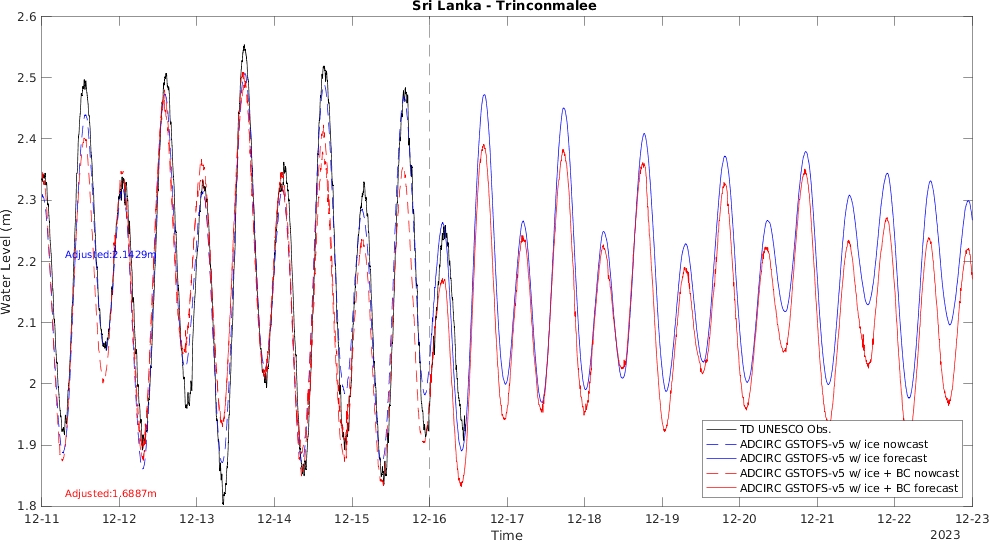 Sri Lanka - Trinconmalee
Water Level (m)
2.6
2.5
2.4
2.3
2.2
2.1
2
1.9
1.8
Adjusted:2.1429m
Adjusted:1.6887m
TD UNESCO Obs.
ADCIRC GSTOFS-v5 w/ ice nowcast
ADCIRC GSTOFS-v5 w/ ice forecast
ADCIRC GSTOFS-v5 w/ ice + BC nowcast
ADCIRC GSTOFS-v5 w/ ice + BC forecast
12-11 12-12 12-13 12-14 12-15 12-16 12-17 12-18 12-19 12-20 12-21 12-22 12-23
Time
2023